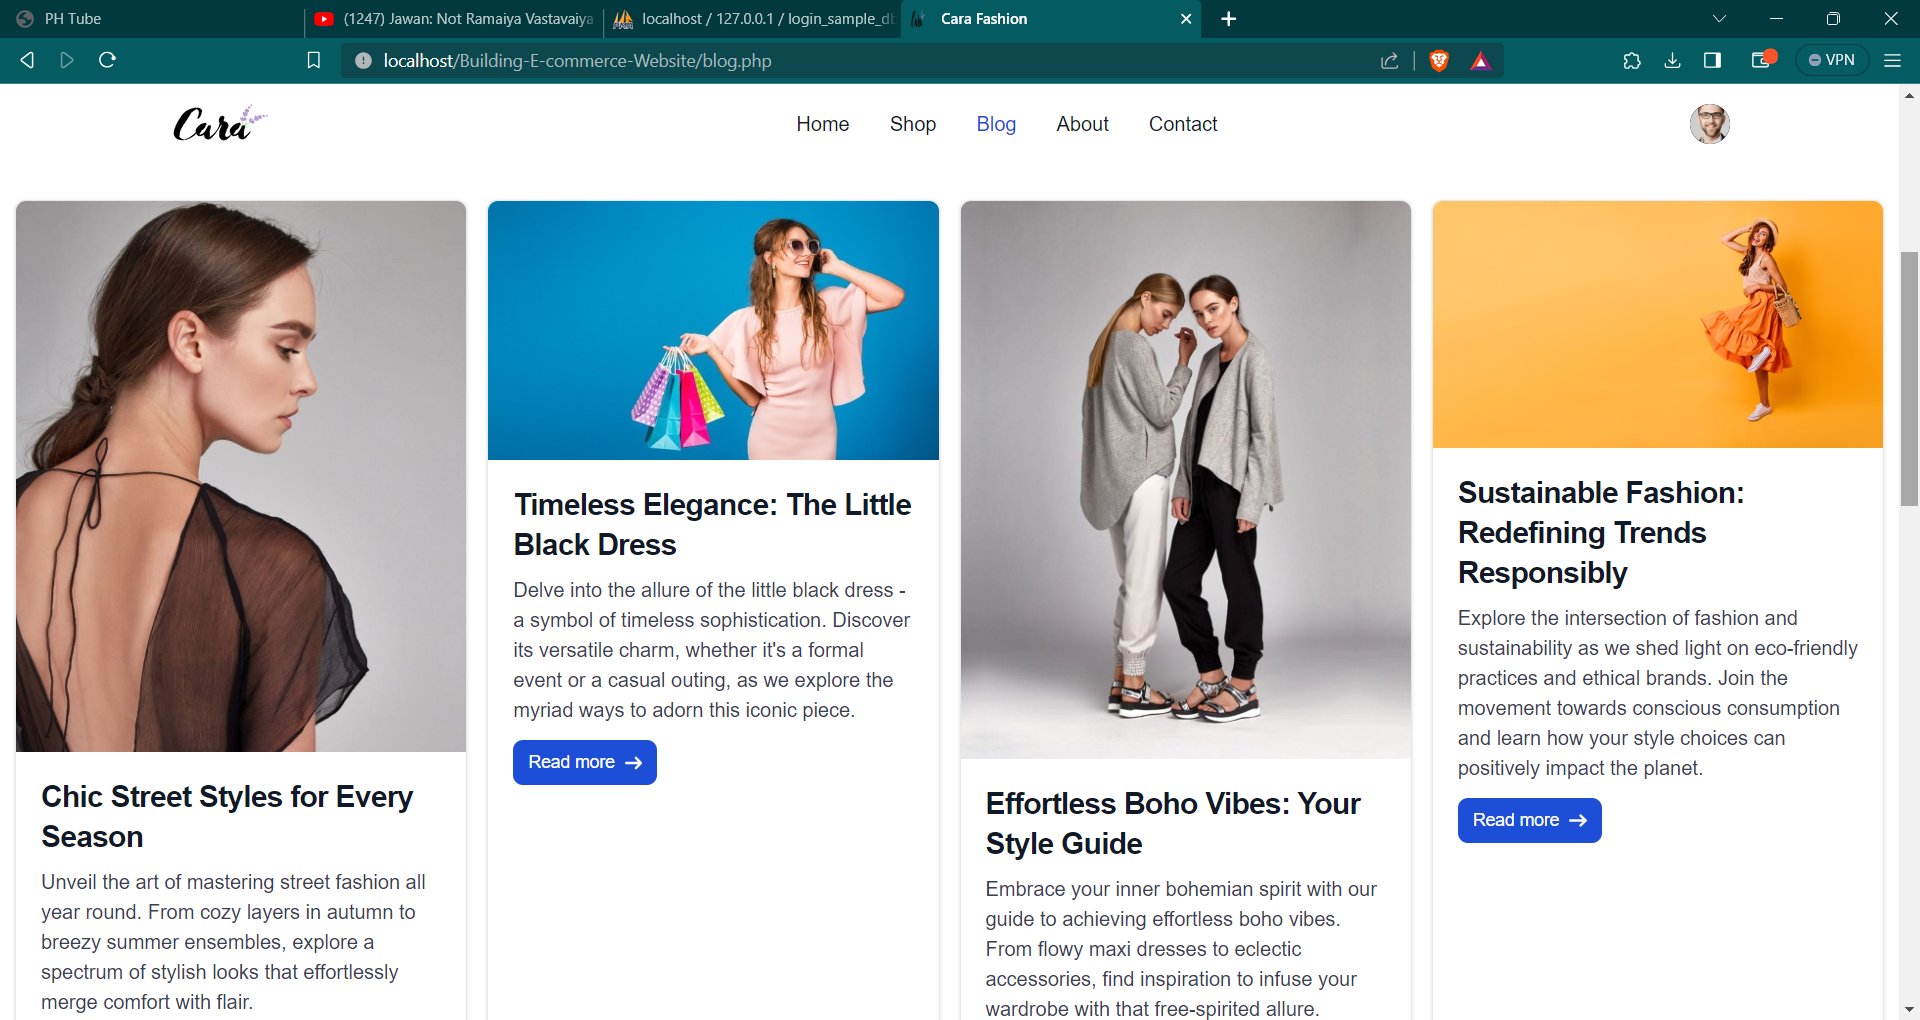 PH Tube
(1247) Jawan: Not Ramaiya Vastavaiya
localhost / 127.0.0.1 / login_sample_d
Cara Fashion
localhost/Building-E-commerce-Website/blog.php
VPN
Cara
Home
Shop
Blog
About
Contact
Chic Street Styles for Every
Season
Unveil the art of mastering street fashion all
year round. From cozy layers in autumn to
breezy summer ensembles, explore a
spectrum of stylish looks that effortlessly
merge comfort with flair.
Timeless Elegance: The Little
Black Dress
Delve into the allure of the little black dress -
a symbol of timeless sophistication. Discover
its versatile charm, whether it's a formal
event or a casual outing, as we explore the
myriad ways to adorn this iconic piece.
Read more
Effortless Boho Vibes: Your
Style Guide
Embrace your inner bohemian spirit with our
guide to achieving effortless boho vibes.
From flowy maxi dresses to eclectic
accessories, find inspiration to infuse your
wardrobe with that free-spirited allure.
Sustainable Fashion:
Redefining Trends
Responsibly
Explore the intersection of fashion and
sustainability as we shed light on eco-friendly
practices and ethical brands. Join the
movement towards conscious consumption
and learn how your style choices can
positively impact the planet.
Read more